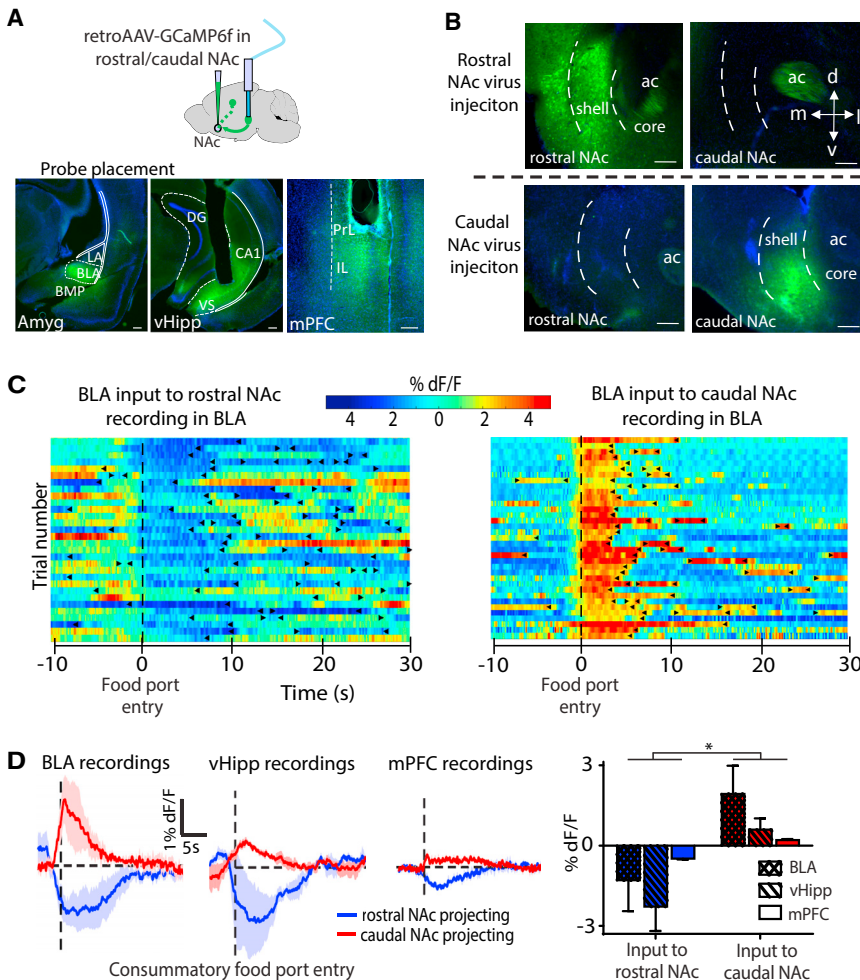 A
retroAAV-GCaMP6f in
rostral/caudal NAc
NAc
Probe placement
LA
BLA
BMP
Amyg
DG
CA1
VS
vHipp
PrL
IL
mPFC
B
Rostral
NAc virus
injeciton
shell
ac
core
rostral NAc
ac
d
m
l
v
caudal NAc
Caudal
NAc virus
injeciton
ac
rostral NAc
shell
ac
core
caudal NAc
C
BLA input to rostral NAc
recording in BLA
% dF/F
4 2 0 2 4
BLA input to caudal NAc
recording in BLA
Trial number
-10 0 10 20 30
Food port
entry
Time (s)
-10 0 10 20 30
Food port
entry
D
BLA recordings
vHipp recordings
mPFC recordings
1% dF/F
5s
rostral NAc projecting
caudal NAc projecting
Consummatory food port entry
% dF/F
3
0
-3
*
BLA
vHipp
mPFC
Input to
rostral NAc
Input to
caudal NAc